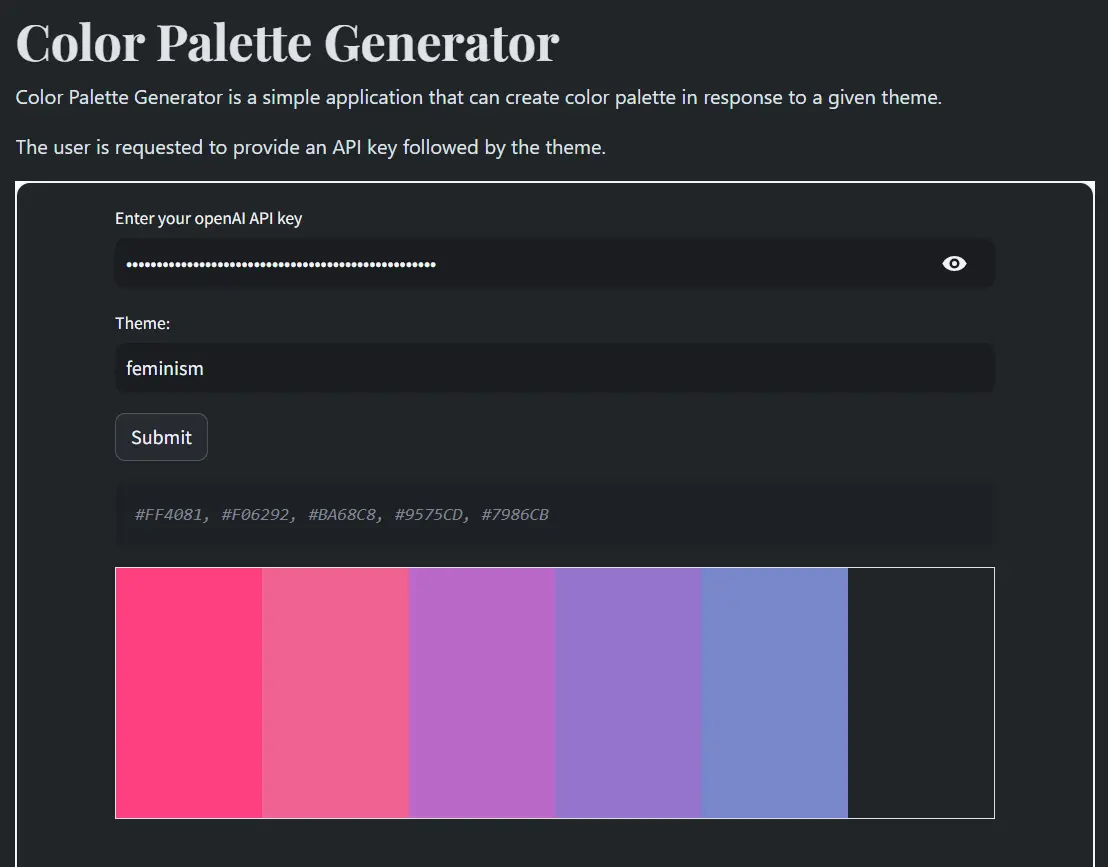 Color Palette Generator
Color Palette Generator is a simple application that can create color palette in response to a given theme.
The user is requested to provide an API key followed by the theme.
Enter your openAI API key
Theme:
feminism
Submit
#FF4081, #F06292, #BA68C8, #9575CD, #7986CB